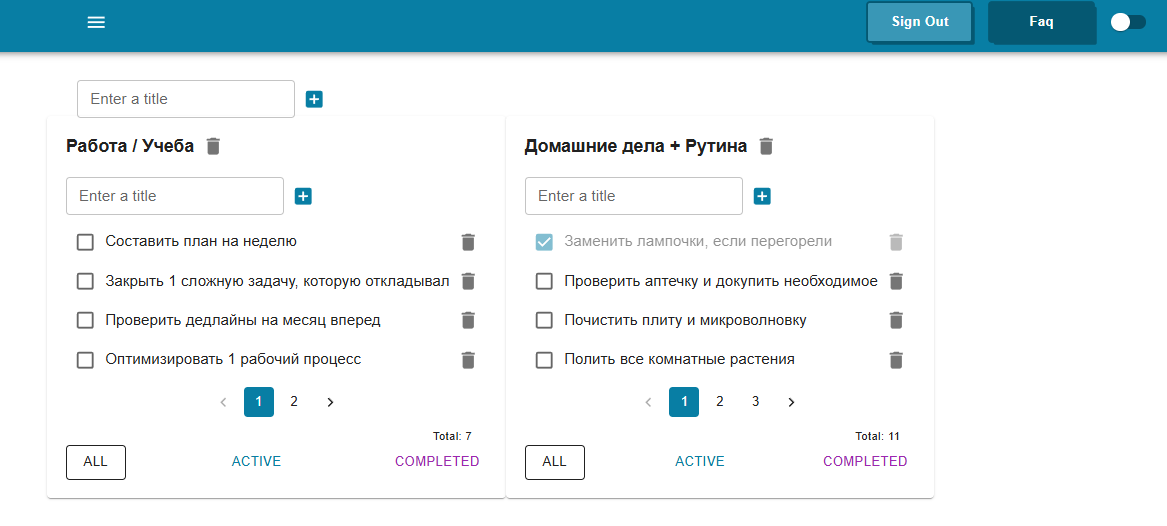 Sign Out Faq
Enter a title
Работа / Учеба
Enter a title
Составить план на неделю
Закрыть 1 сложную задачу, которую откладывал
Проверить дедлайны на месяц вперед
Оптимизировать 1 рабочий процесс
1 2
Total: 7
ALL ACTIVE COMPLETED
Домашние дела + Рутина
Enter a title
Заменить лампочки, если перегорели
Проверить аптечку и докупить необходимое
Почистить плиту и микроволновку
Полить все комнатные растения
1 2 3
Total: 11
ALL ACTIVE COMPLETED